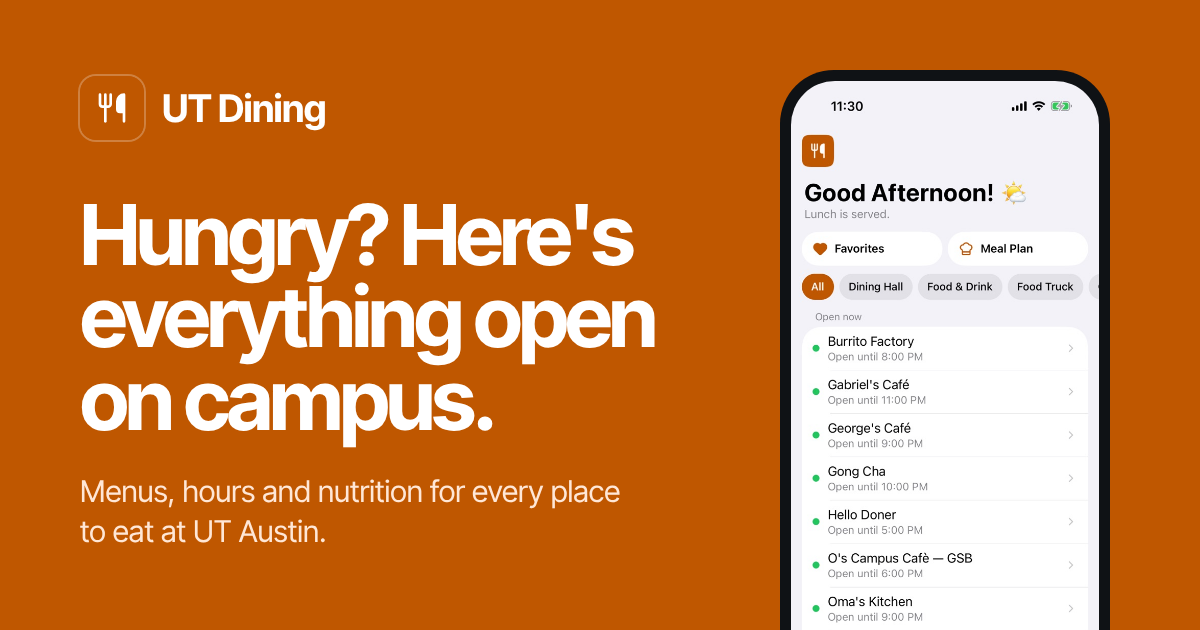 UT Dining
Hungry? Here's
everything open
on campus.
Menus, hours and nutrition for every place
to eat at UT Austin.
11:30
Good Afternoon! 🌤️
Lunch is served.
Favorites
Meal Plan
All
Dining Hall
Food & Drink
Food Truck
Open now
Burrito Factory
Open until 8:00 PM
Gabriel's Café
Open until 11:00 PM
George's Café
Open until 9:00 PM
Gong Cha
Open until 10:00 PM
Hello Doner
Open until 5:00 PM
O's Campus Cafè — GSB
Open until 6:00 PM
Oma's Kitchen
Open until 9:00 PM